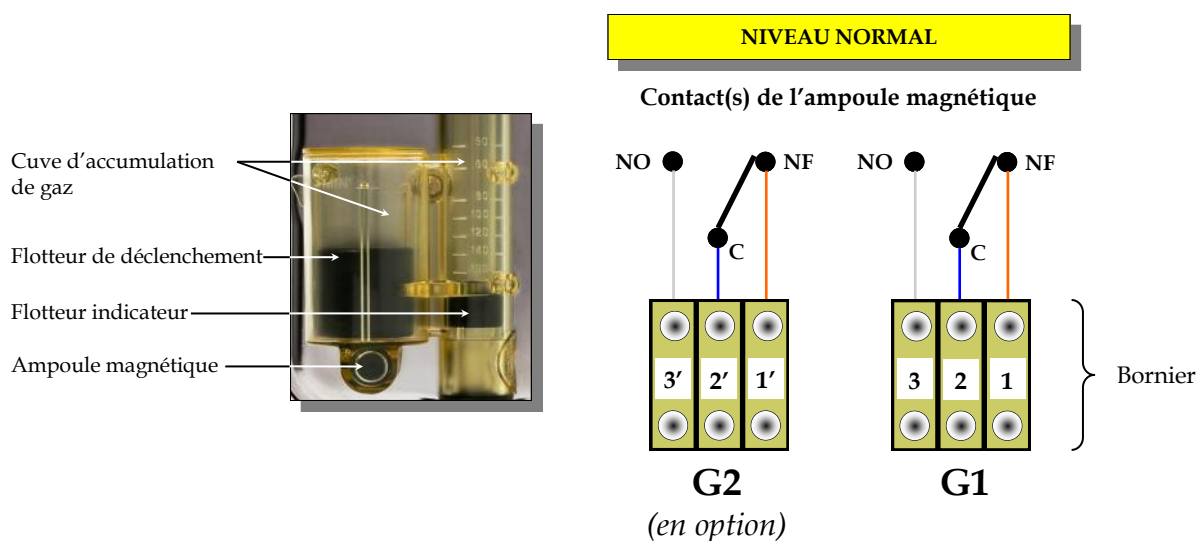 NIVEAU NORMAL
Contact(s) de l’ampoule magnétique
Cuve d’accumulation
de gaz
Flotteur de déclenchement
Flotteur indicateur
Ampoule magnétique
NO
NF
C
NO
NF
C
3’
2’
1’
3
2
1
Bornier
G2
(en option)
G1